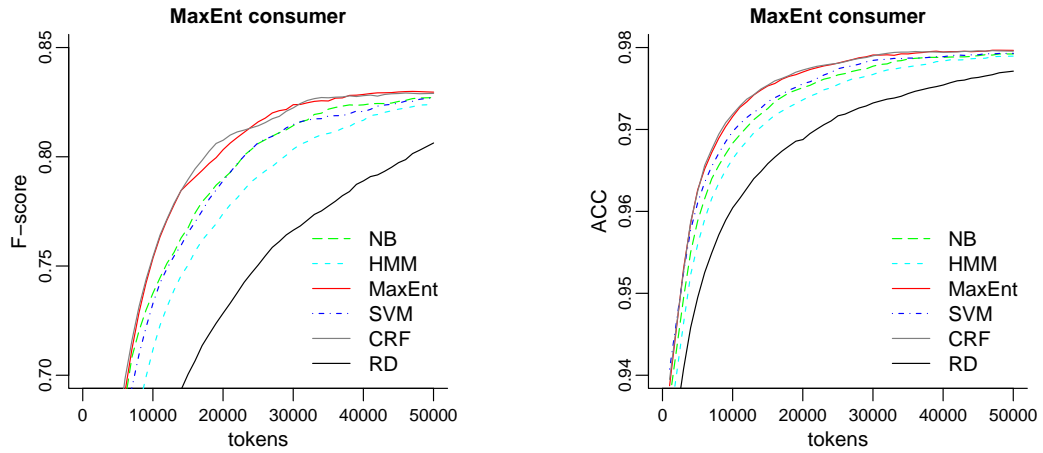 MaxEnt consumer
F−score
0.85
0.80
0.75
0.70
NB
HMM
MaxEnt
SVM
CRF
RD
0 10000 20000 30000 40000 50000
tokens
MaxEnt consumer
ACC
0.98
0.97
0.96
0.95
0.94
NB
HMM
MaxEnt
SVM
CRF
RD
0 10000 20000 30000 40000 50000
tokens